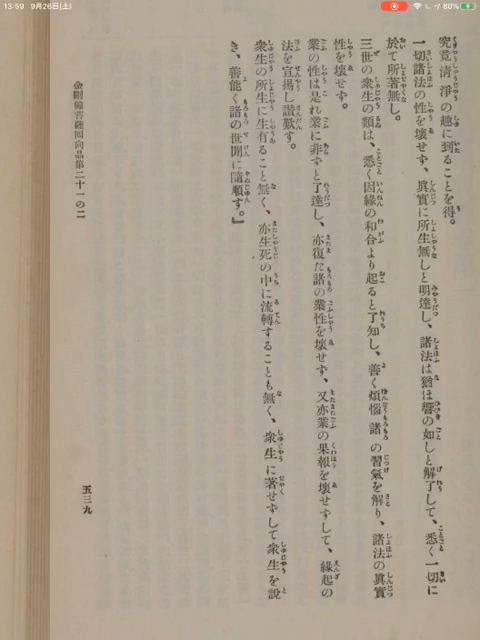 13:59 9月26日(土)
80%
究竟清淨の趣に到ることを得。
一切諸法の性を壞せず、眞實に所生無しと明達し、諸法は猶ほ響の如しと解了して、悉く一切に
於て所著無し。
三世の衆生の類は、悉く因緣の和合より起ると了知し、善く煩惱諸の習氣を解り、諸法の眞實
性を壞せず。
業の性は是れ業に非ずと了達し、亦復た諸の業性を壞せず、又亦業の果報を壞せずして、緣起の
法を宣揚し讚歎す。
衆生の所生に生有ること無く、亦生死の中に流轉することも無く、衆生に著せずして衆生を說
き、善能く諸の世間に隨順す。』
金剛幢菩薩回向品第二十一の二
五三九